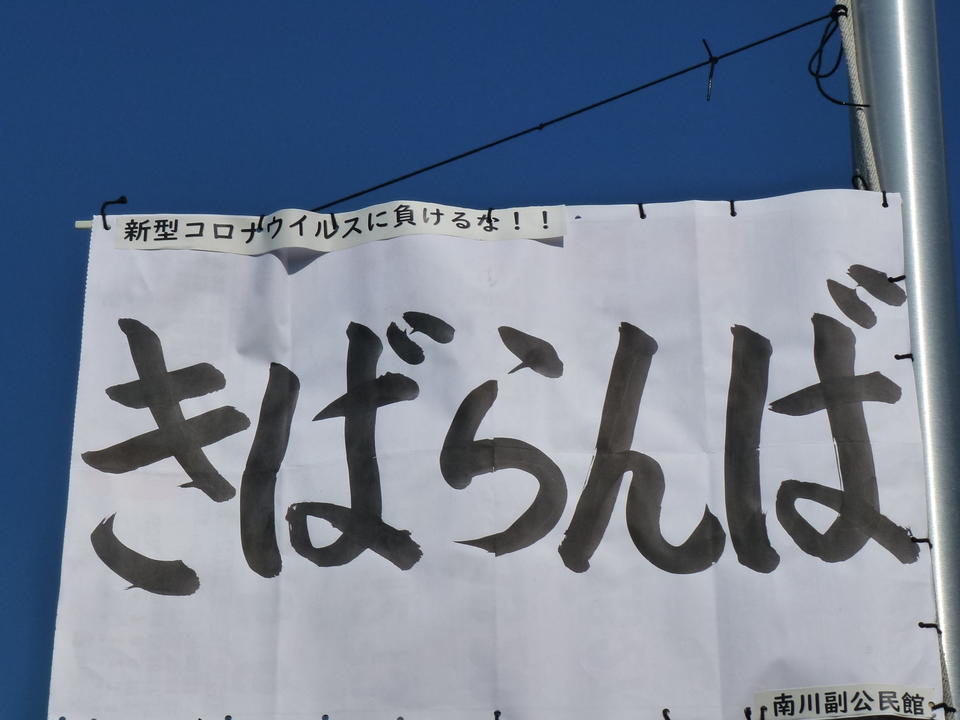 新型コロナウイルスに負けるな！！
きばらんば
南川副公民館